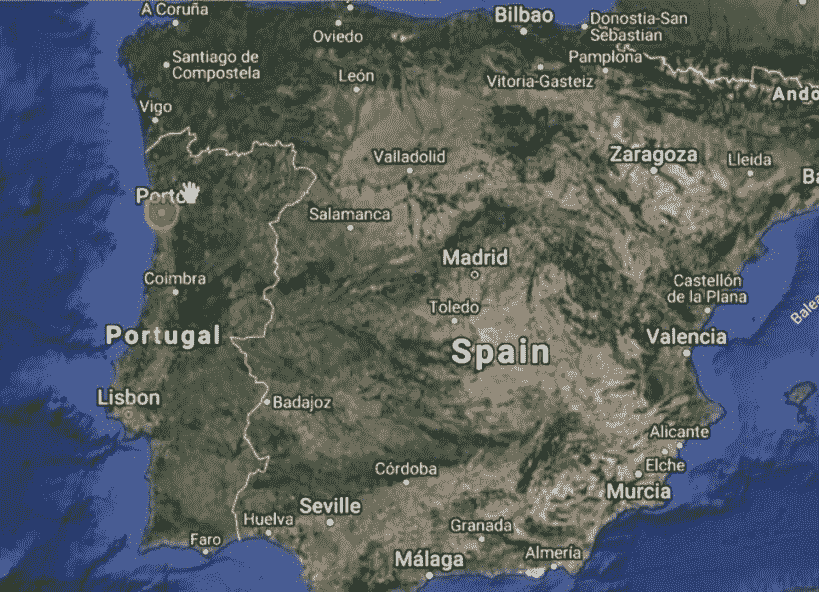 A Coruña
Oviedo
Bilbao
Donostia-San
Sebastian
Santiago de
Compostela
León
Vitoria-Gasteiz
Pamplona
Ando
Vigo
Valladolid
Zaragoza
Lleida
Ba
Porto
Salamanca
Madrid
Coimbra
Toledo
Castellón
de la Plana
Balea
Portugal
Spain
Valencia
Lisbon
Badajoz
Alicante
Elche
Córdoba
Murcia
Seville
Huelva
Granada
Faro
Málaga
Almería